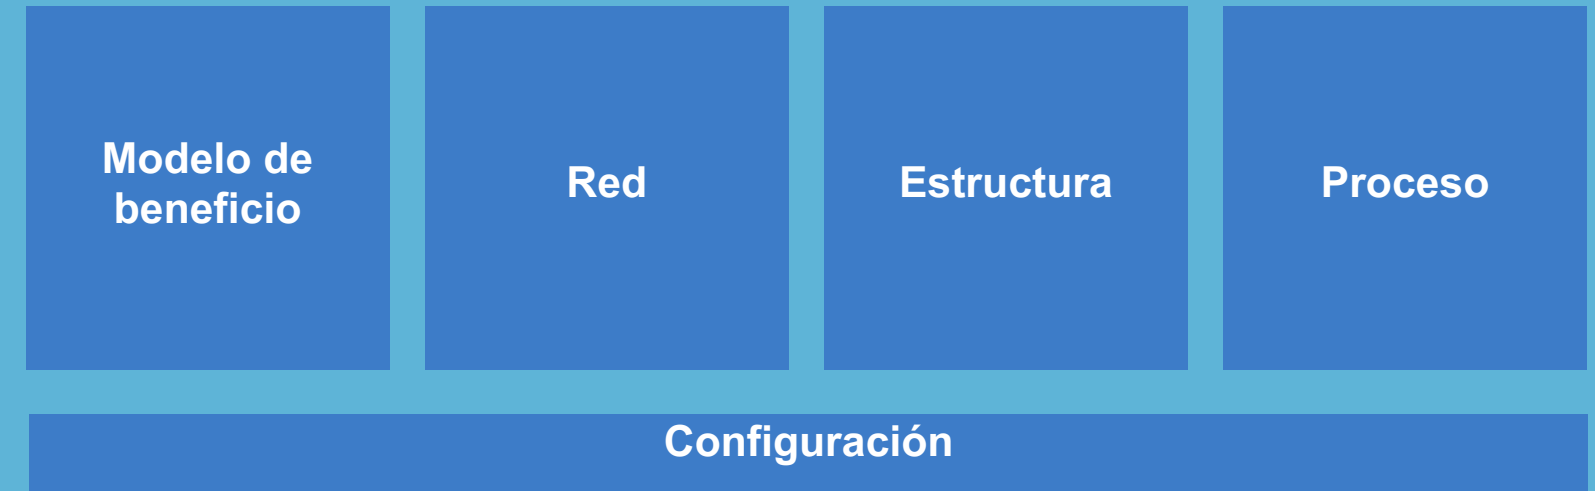 Modelo de
beneficio
Red
Estructura
Proceso
Configuración